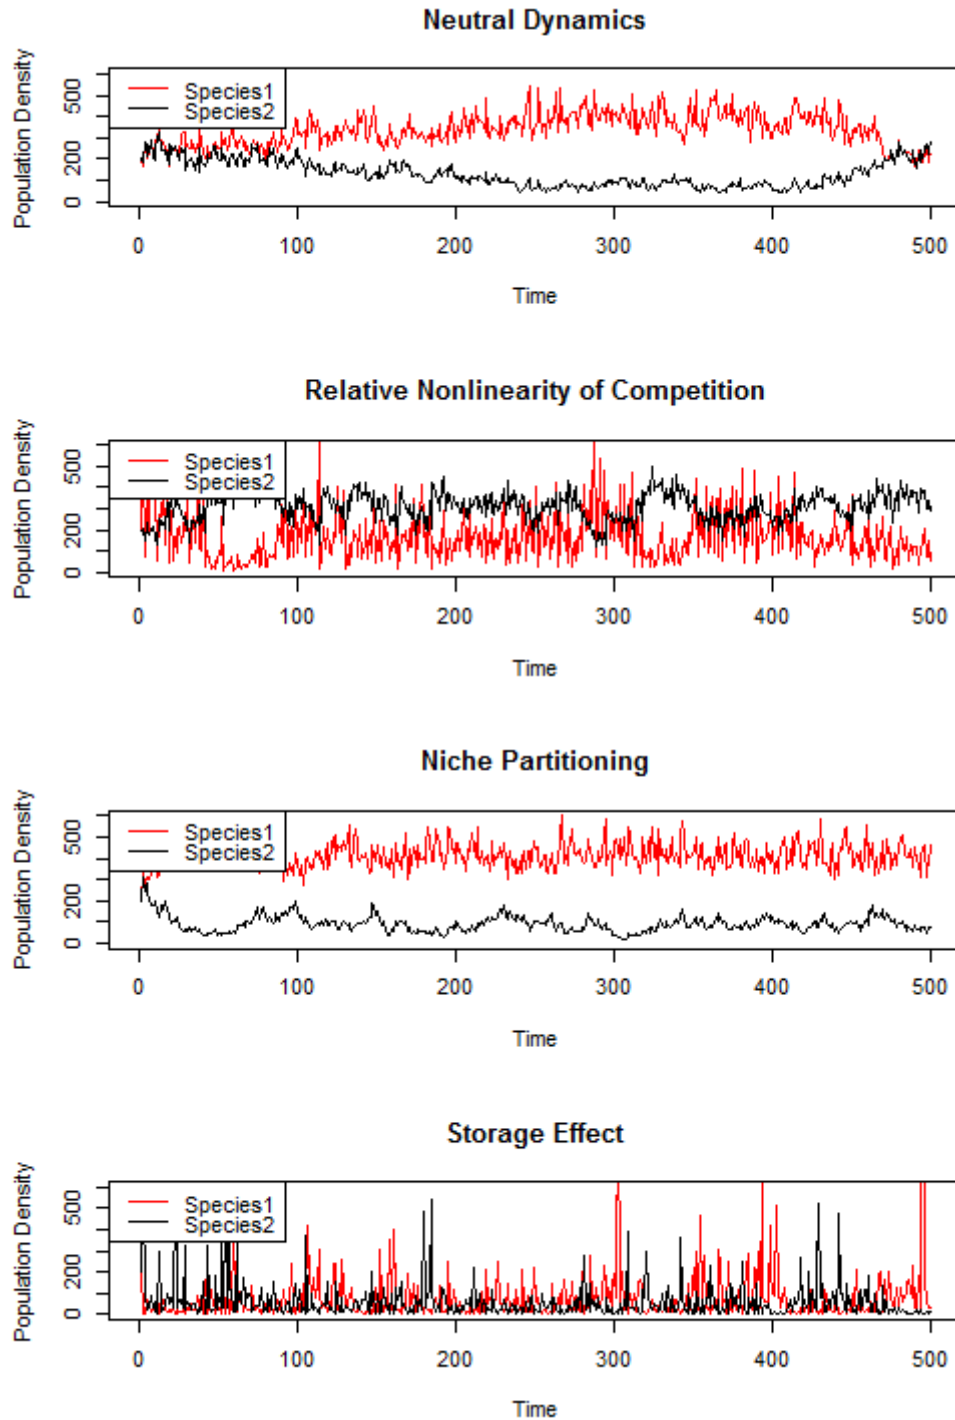 Neutral Dynamics
Population Density
500
200
0
Species1
Species2
0 100 200 300 400 500
Time
Relative Nonlinearity of Competition
Population Density
500
200
0
Species1
Species2
0 100 200 300 400 500
Time
Niche Partitioning
Population Density
500
200
0
Species1
Species2
0 100 200 300 400 500
Time
Storage Effect
Population Density
500
200
0
Species1
Species2
0 100 200 300 400 500
Time